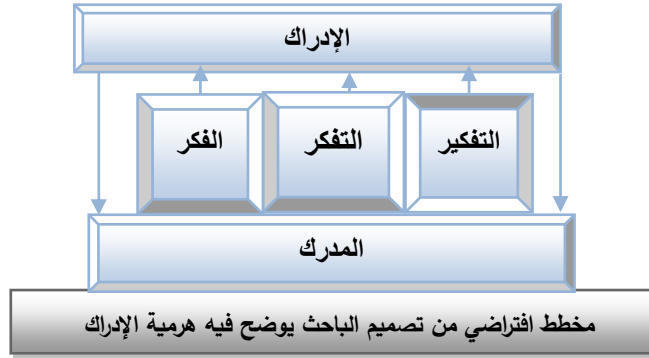 الإدراك
التفكير
التفكر
الفكر
المدرك
مخطط افتراضي من تصميم الباحث يوضح فيه هرمية الإدراك